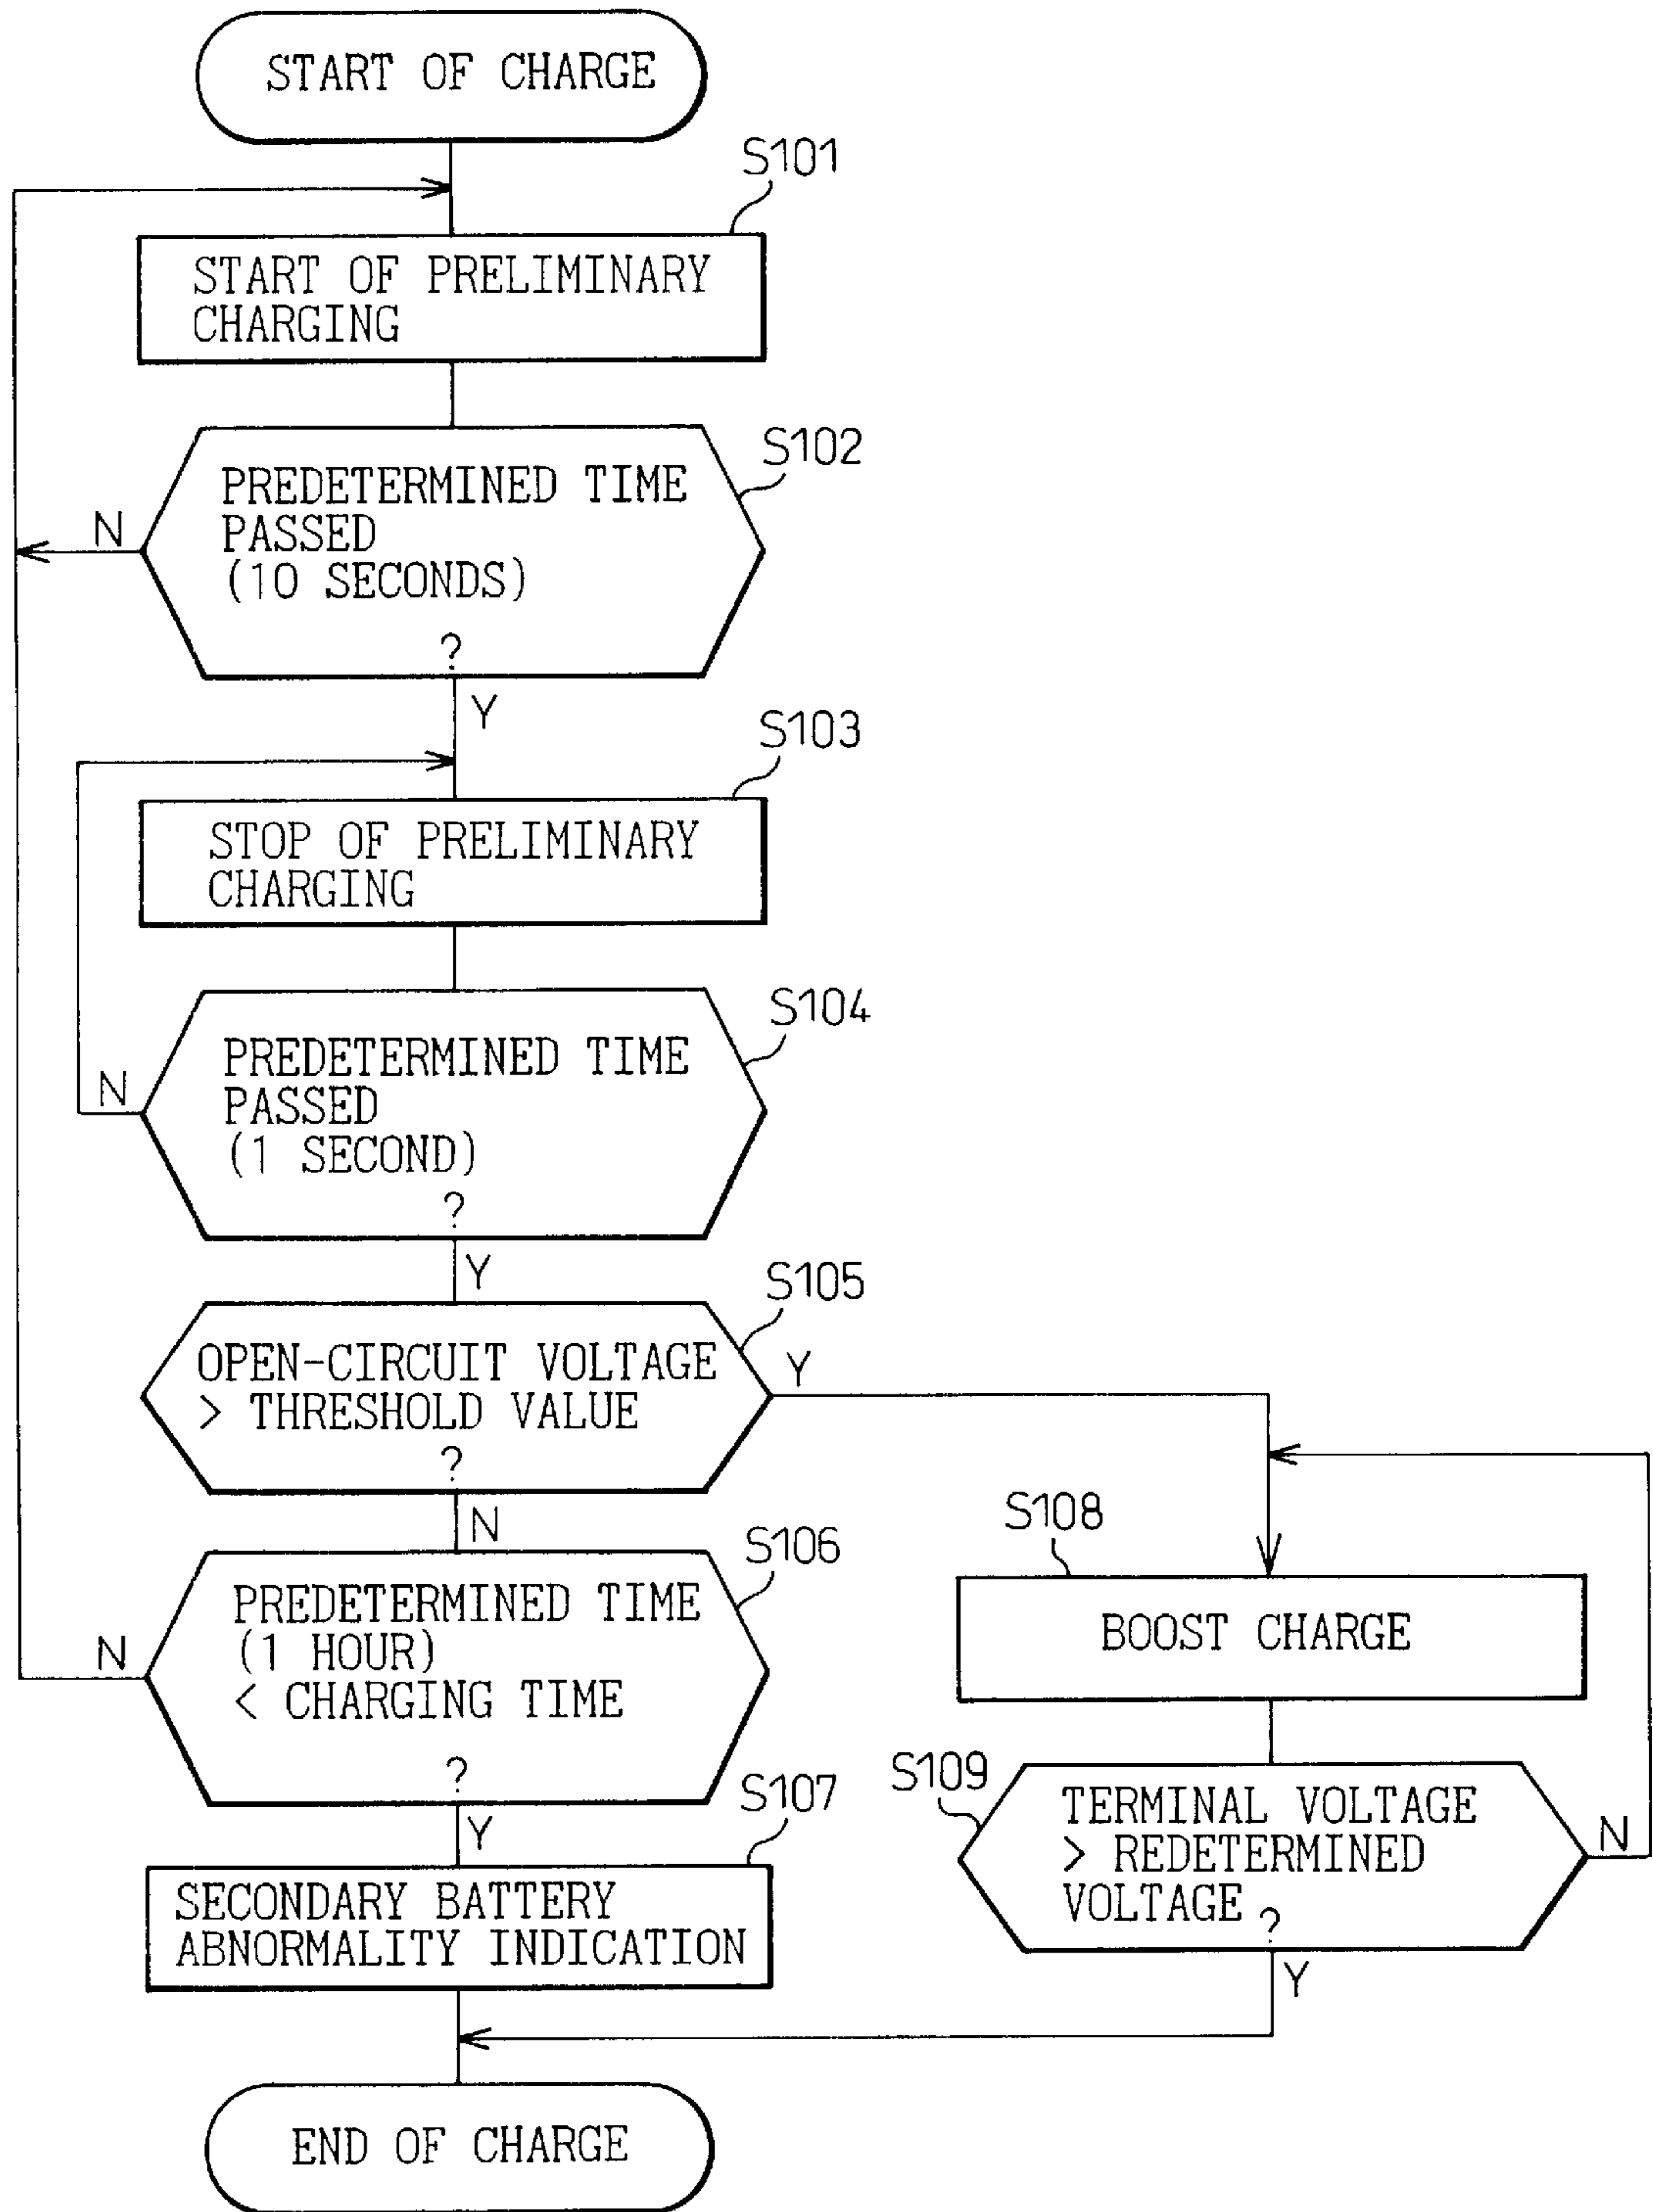 START OF CHARGE
S101
START OF PRELIMINARY
CHARGING
S102
PREDETERMINED TIME
PASSED
(10 SECONDS)
?
N
Y
S103
STOP OF PRELIMINARY
CHARGING
S104
PREDETERMINED TIME
PASSED
(1 SECOND)
?
N
Y
S105
OPEN-CIRCUIT VOLTAGE
> THRESHOLD VALUE
?
Y
N
S106
PREDETERMINED TIME
(1 HOUR)
< CHARGING TIME
?
N
Y
S107
SECONDARY BATTERY
ABNORMALITY INDICATION
S108
BOOST CHARGE
S109
TERMINAL VOLTAGE
> REDETERMINED
VOLTAGE
?
N
Y
END OF CHARGE